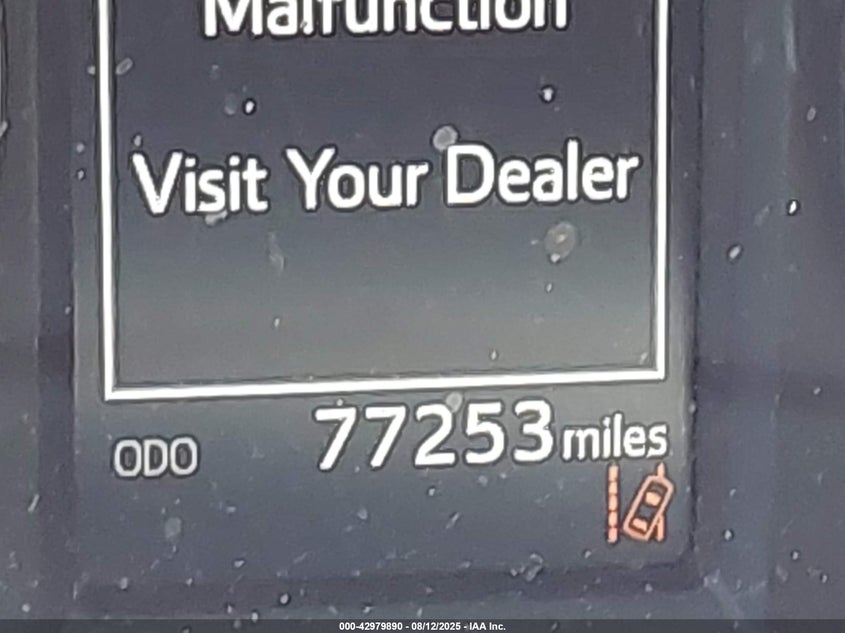 Malfunction
Visit Your Dealer
ODO 77253 miles
000-42979890 - 08/12/2025 - IAA Inc.